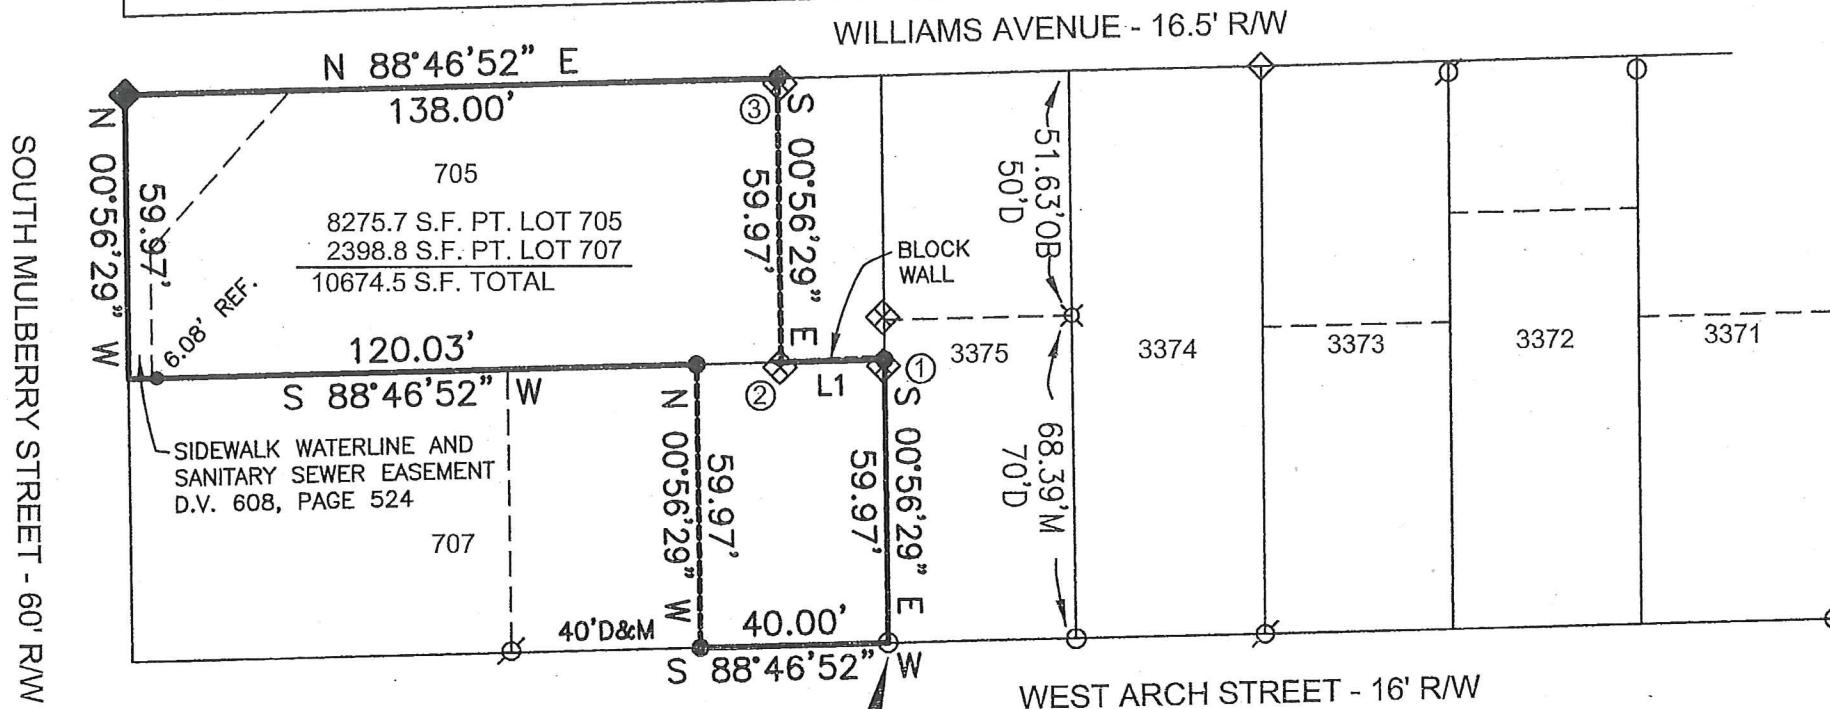 WILLIAMS AVENUE - 16.5' R/W
N 88°46'52" E
138.00'
③
S 00°56'29" E
59.97'
N 00°56'29" W
59.97'
SOUTH MULBERRY STREET - 60' R/W
705
8275.7 S.F. PT. LOT 705
2398.8 S.F. PT. LOT 707
10674.5 S.F. TOTAL
6.08' REF.
BLOCK
WALL
51.63'OB
50'D
120.03'
S 88°46'52" W
②
L1
①
3375
3374
3373
3372
3371
SIDEWALK WATERLINE AND
SANITARY SEWER EASEMENT
D.V. 608, PAGE 524
N 00°56'29" W
59.97'
59.97'
S 00°56'29" E
68.39'M
70'D
707
40'D&M
40.00'
S 88°46'52" W
WEST ARCH STREET - 16' R/W